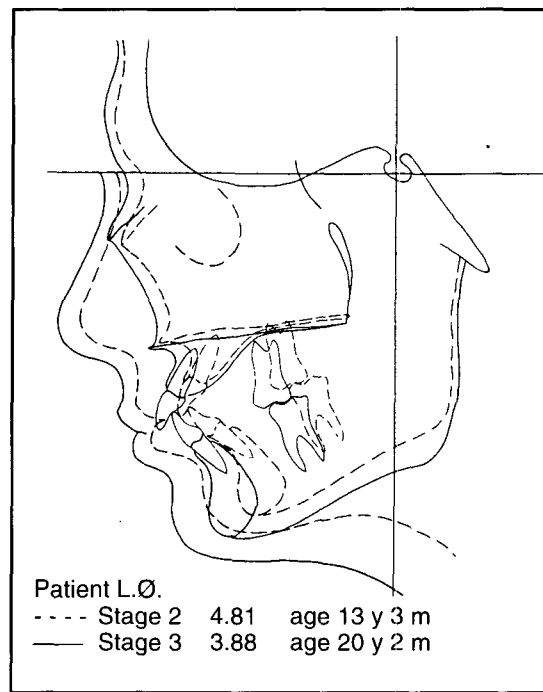 Patient L.Ø.
- - - - Stage 2 4.81 age 13 y 3 m
—— Stage 3 3.88 age 20 y 2 m